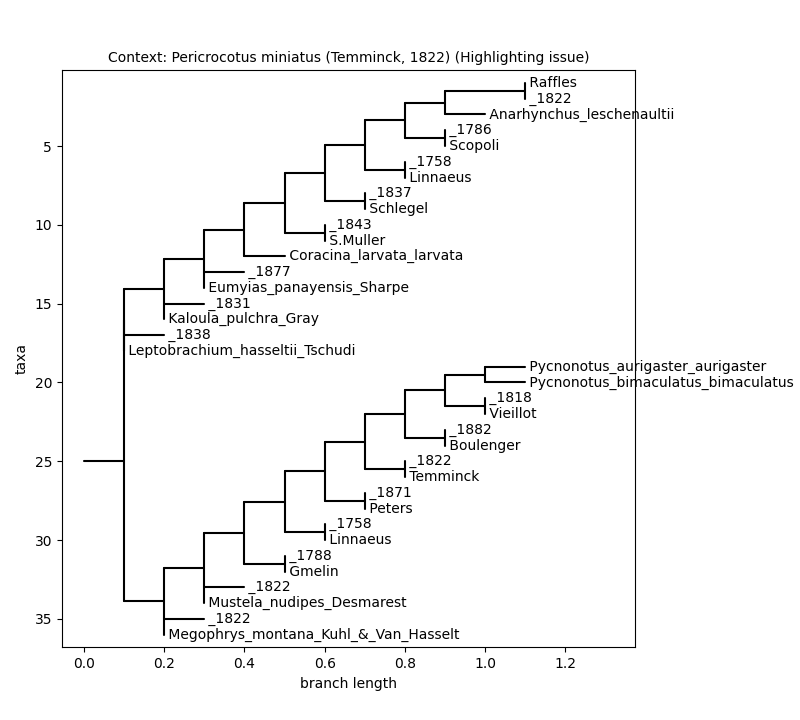 Context: Pericrocotus miniatus (Temminck, 1822) (Highlighting issue)
Raffles
_1822
Anarhynchus_leschenaultii
_1786
Scopoli
_1758
Linnaeus
_1837
Schlegel
_1843
S.Muller
Coracina_larvata_larvata
_1877
Eumyias_panayensis_Sharpe
_1831
Kaloula_pulchra_Gray
_1838
Leptobrachium_hasseltii_Tschudi
Pycnonotus_aurigaster_aurigaster
Pycnonotus_bimaculatus_bimaculatus
_1818
Vieillot
_1882
Boulenger
_1822
Temminck
_1871
Peters
_1758
Linnaeus
_1788
Gmelin
_1822
Mustela_nudipes_Desmarest
_1822
Megophrys_montana_Kuhl_&_Van_Hasselt
5
10
15
20
25
30
35
taxa
0.0 0.2 0.4 0.6 0.8 1.0 1.2
branch length